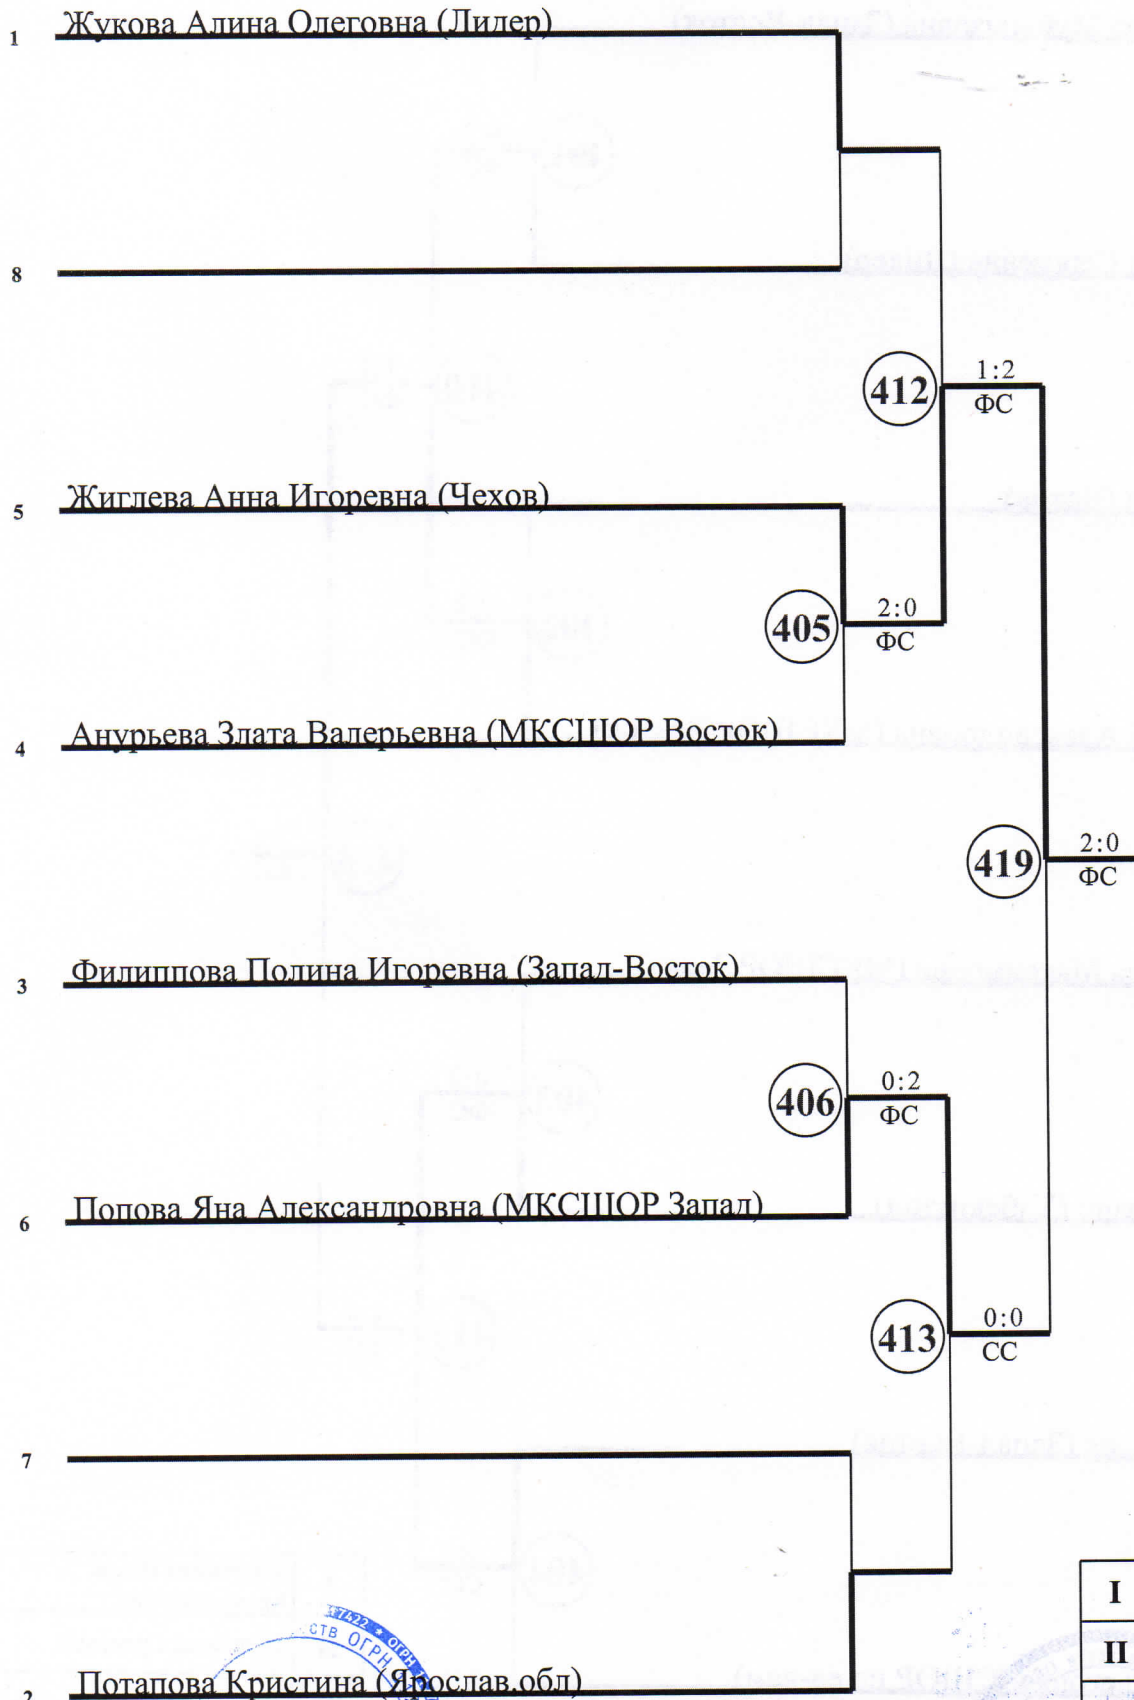 1 Жукова Алина Олеговна (Лидер)
8
412 1:2
ФС
5 Жиглева Анна Игоревна (Чехов)
405 2:0
ФС
4 Анурьева Злата Валерьевна (МКСШОР Восток)
419 2:0
ФС
3 Филиппова Полина Игоревна (Запад-Восток)
406 0:2
ФС
6 Попова Яна Александровна (МКСШОР Запад)
413 0:0
СС
7
I
II
СТВ ОГРН
2 Потапова Кристина (Ярослав.обл)